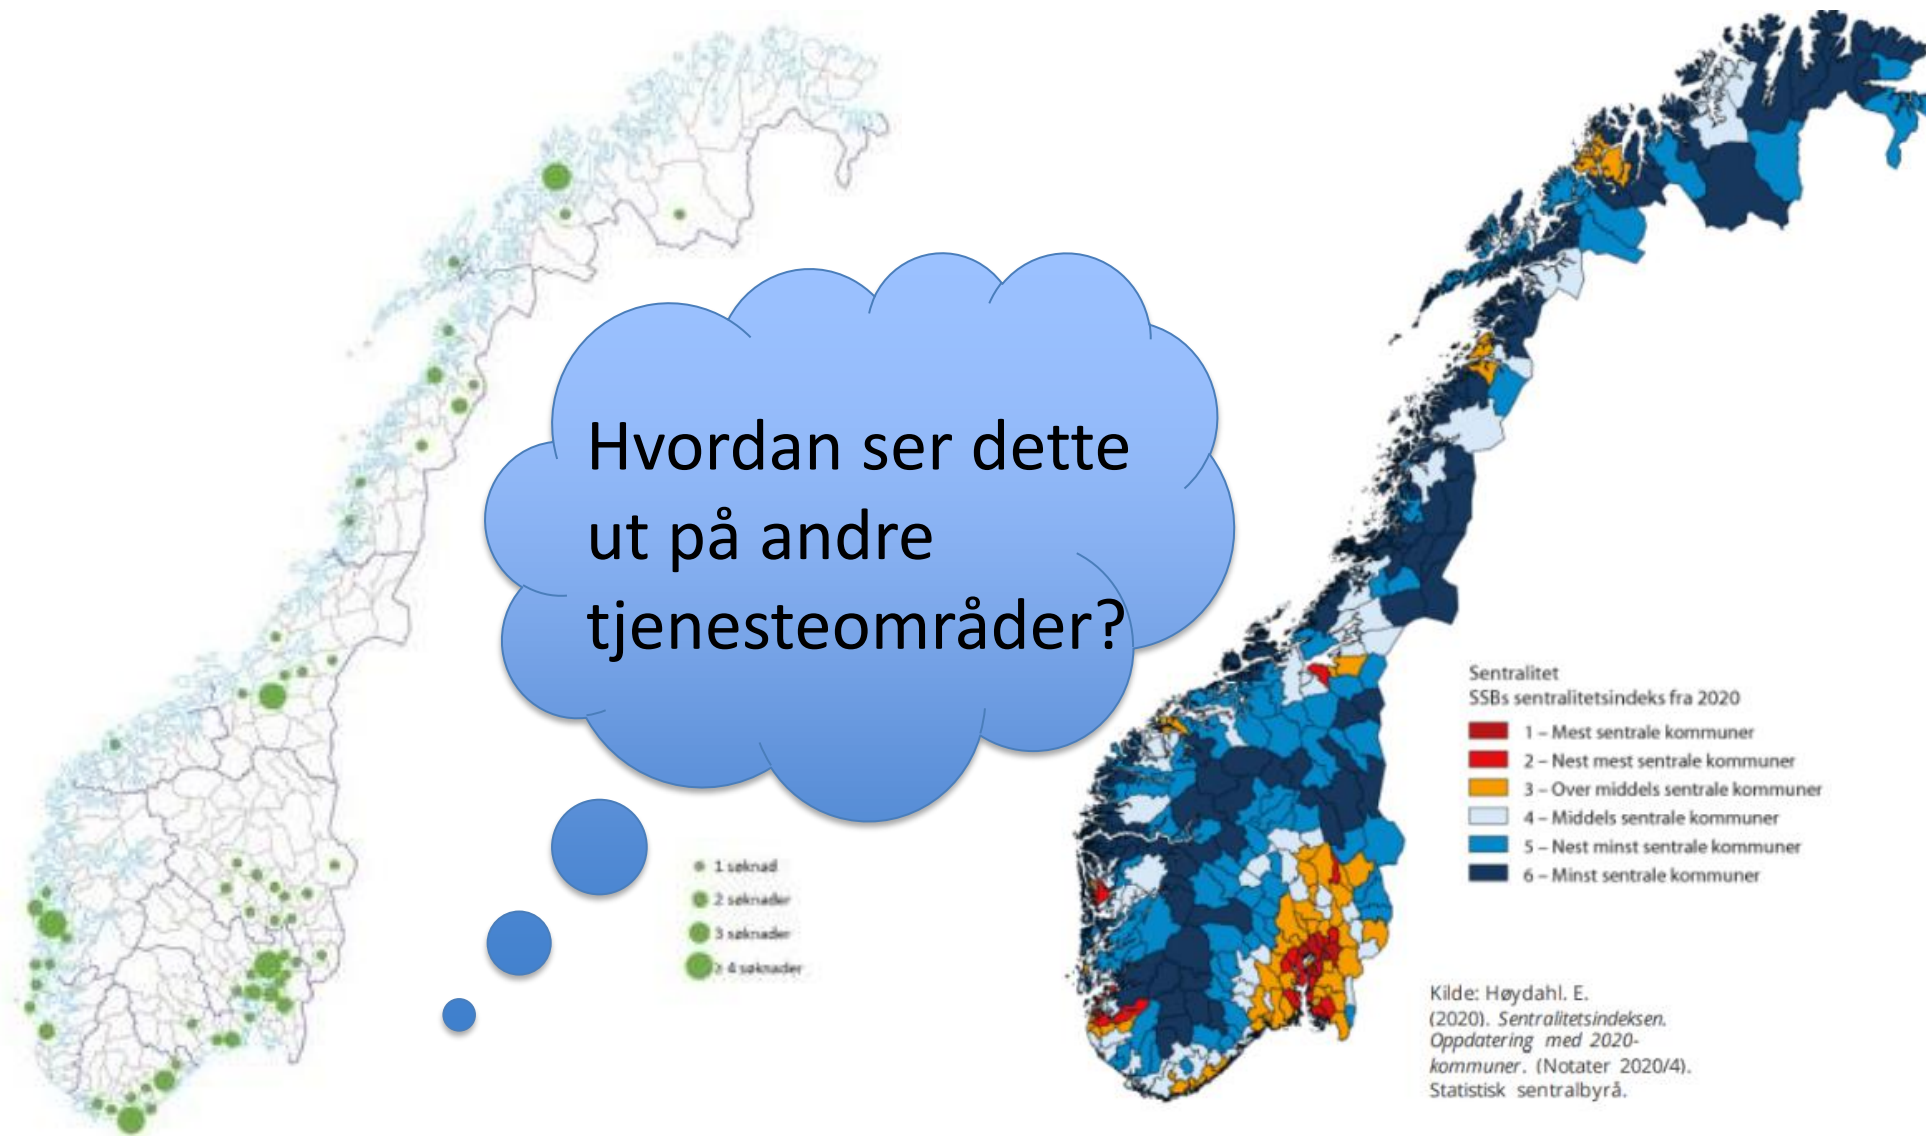 Hvordan ser dette
ut på andre
tjenesteområder?
1 søknad
2 søknader
3 søknader
≥ 4 søknader
Sentralitet
SSBs sentralitetsindeks fra 2020
1 – Mest sentrale kommuner
2 – Nest mest sentrale kommuner
3 – Over middels sentrale kommuner
4 – Middels sentrale kommuner
5 – Nest minst sentrale kommuner
6 – Minst sentrale kommuner
Kilde: Høydahl. E.
(2020). Sentralitetsindeksen.
Oppdatering med 2020-
kommuner. (Notater 2020/4).
Statistisk sentralbyrå.